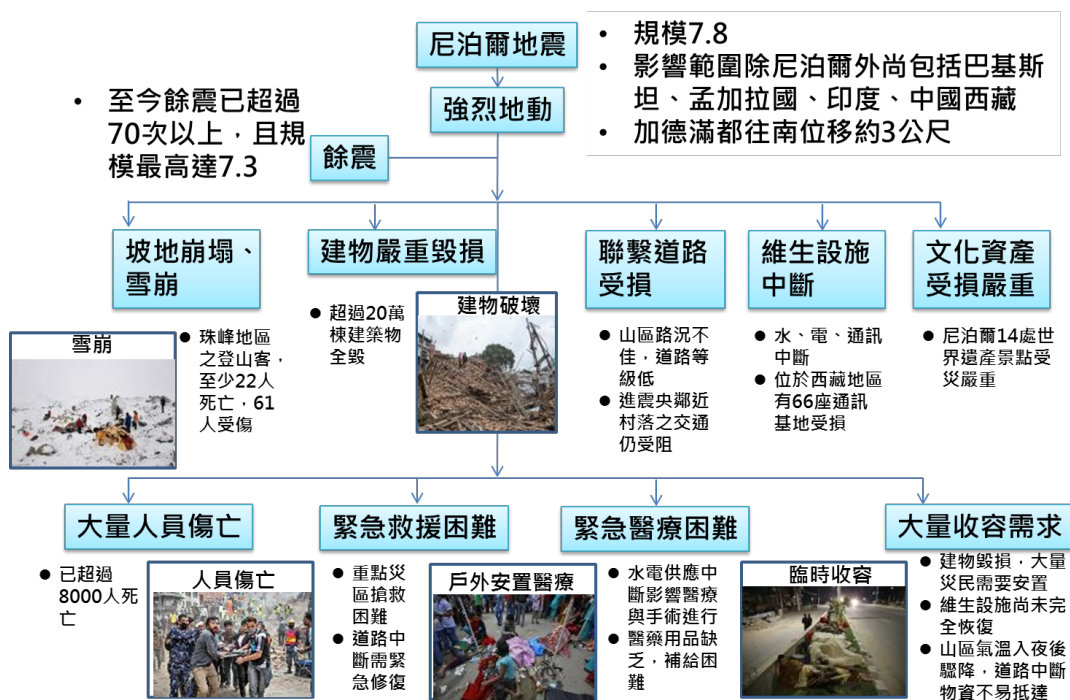 尼泊爾地震
• 規模7.8
• 影響範圍除尼泊爾外尚包括巴基斯
坦、孟加拉國、印度、中國西藏
• 加德滿都往南位移約3公尺
強烈地動
• 至今餘震已超過
70次以上，且規
模最高達7.3
餘震
坡地崩塌、
雪崩
建物嚴重毀損
聯繫道路
受損
維生設施
中斷
文化資產
受損嚴重
雪崩
● 珠峰地區
之登山客，
至少22人
死亡，61
人受傷
● 超過20萬
棟建築物
全毀
建物破壞
● 山區路況不
佳，道路等
級低
● 進震央鄰近
村落之交通
仍受阻
● 水、電、通訊
中斷
● 位於西藏地區
有66座通訊
基地受損
● 尼泊爾14處世
界遺產景點受
災嚴重
大量人員傷亡
緊急救援困難
緊急醫療困難
大量收容需求
● 已超過
8000人死
亡
人員傷亡
● 重點災
區搶救
困難
● 道路中
斷需緊
急修復
戶外安置醫療
● 水電供應中
斷影響醫療
與手術進行
● 醫藥用品缺
乏，補給困
難
臨時收容
● 建物毀損，大量
災民需要安置
● 維生設施尚未完
全恢復
● 山區氣溫入夜後
驟降，道路中斷
物資不易抵達